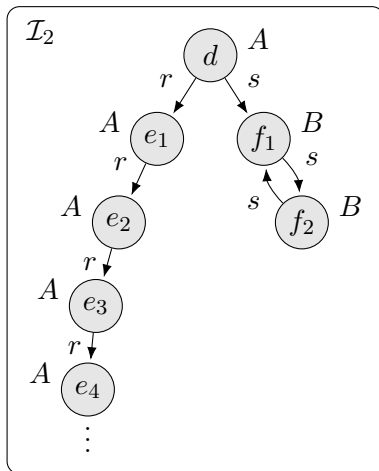 𝓘₂
d A
r s
A e₁ f₁ B
r s
s
A e₂ f₂ B
r
A e₃
r
A e₄
⋮